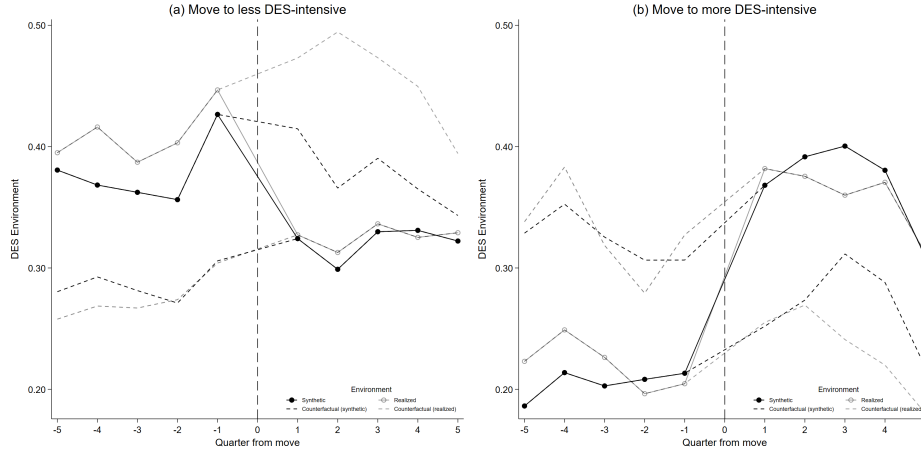 (a) Move to less DES-intensive
(b) Move to more DES-intensive
0.50
0.40
0.30
0.20
DES Environment
-5 -4 -3 -2 -1 0 1 2 3 4 5
Quarter from move
Environment
Synthetic Realized
Counterfactual (synthetic) Counterfactual (realized)
0.50
0.40
0.30
0.20
DES Environment
-5 -4 -3 -2 -1 0 1 2 3 4
Quarter from move
Environment
Synthetic Realized
Counterfactual (synthetic) Counterfactual (realized